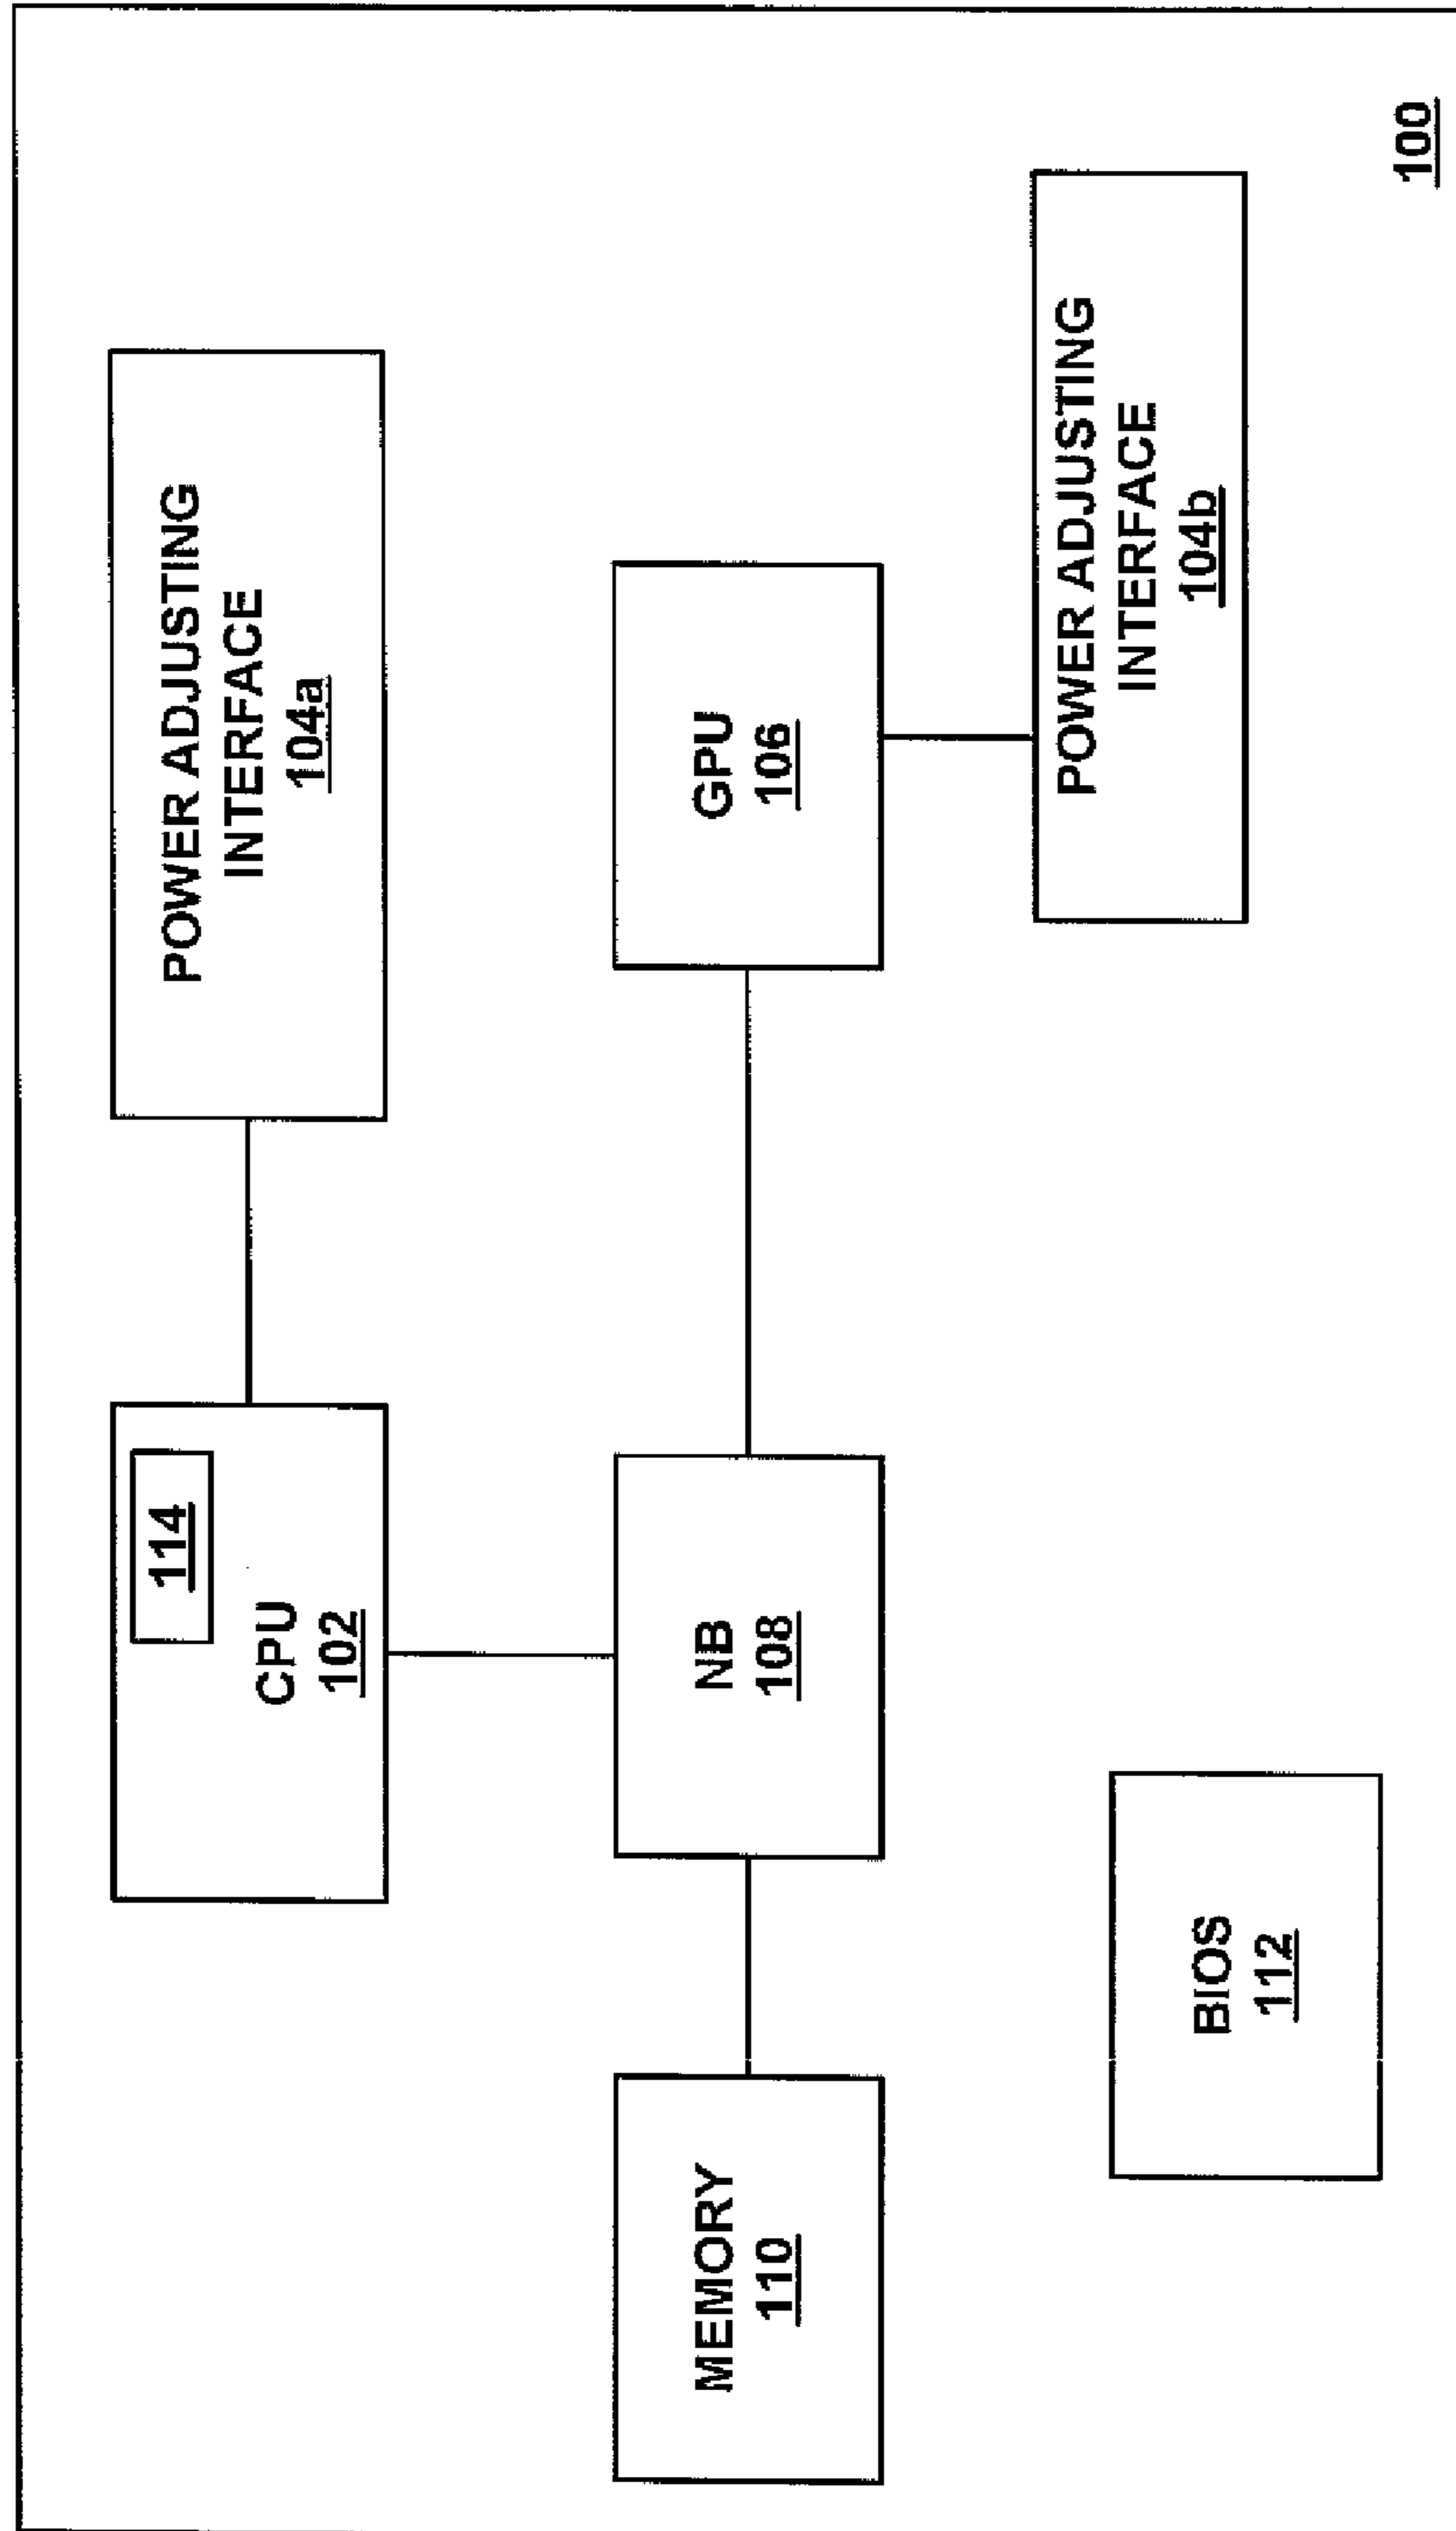 114
CPU
102
POWER ADJUSTING
INTERFACE
104a
MEMORY
110
NB
108
GPU
106
BIOS
112
POWER ADJUSTING
INTERFACE
104b
100